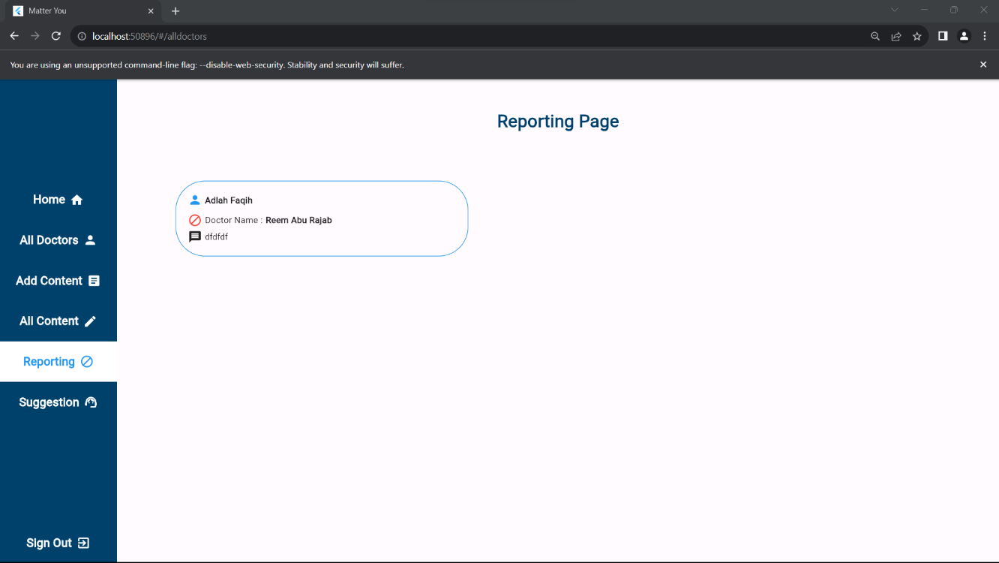 Matter You
localhost:50896/#/alldoctors
You are using an unsupported command-line flag: --disable-web-security. Stability and security will suffer.
Reporting Page
Home
All Doctors
Add Content
All Content
Reporting
Suggestion
Sign Out
Adlah Faqih
Doctor Name : Reem Abu Rajab
dfdfdf